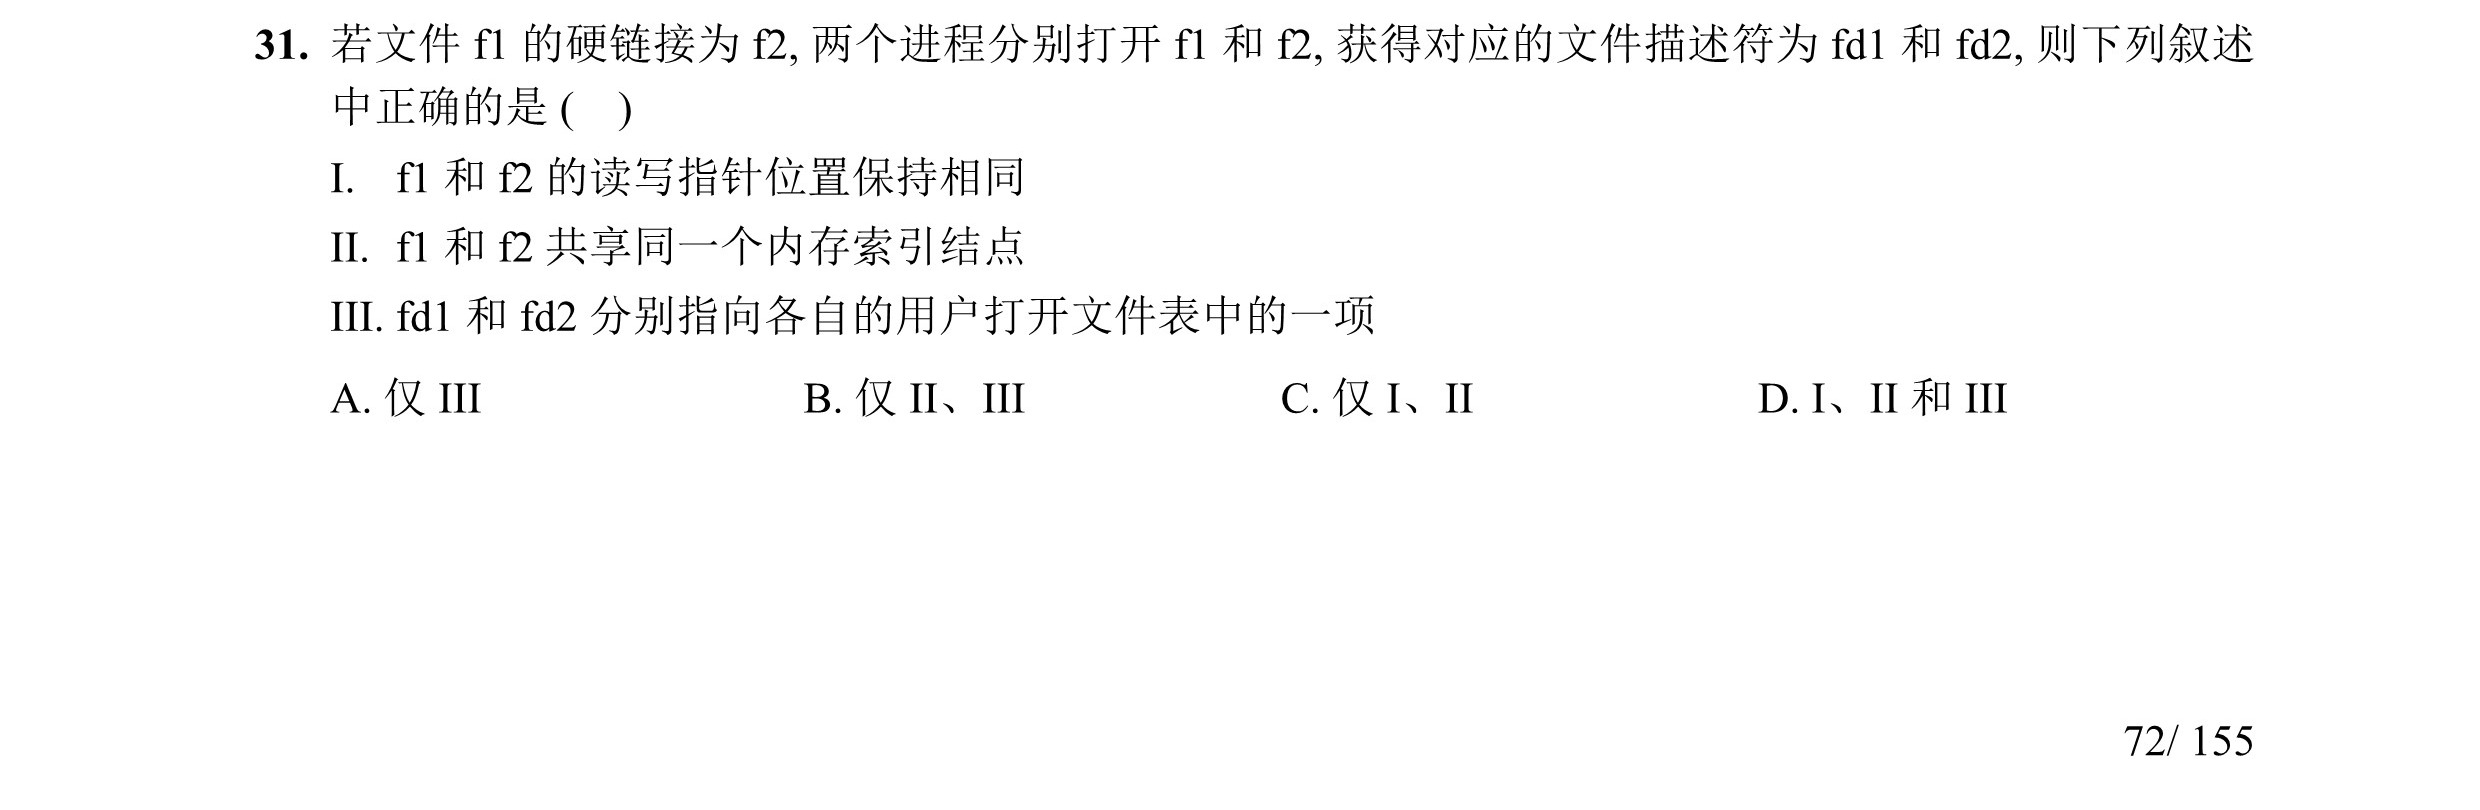 31. 若文件 f1 的硬链接为 f2, 两个进程分别打开 f1 和 f2, 获得对应的文件描述符为 fd1 和 fd2, 则下列叙述
中正确的是 (   )
I. f1 和 f2 的读写指针位置保持相同
II. f1 和 f2 共享同一个内存索引结点
III. fd1 和 fd2 分别指向各自的用户打开文件表中的一项
A. 仅 III B. 仅 II、III C. 仅 I、II D. I、II 和 III
72/ 155